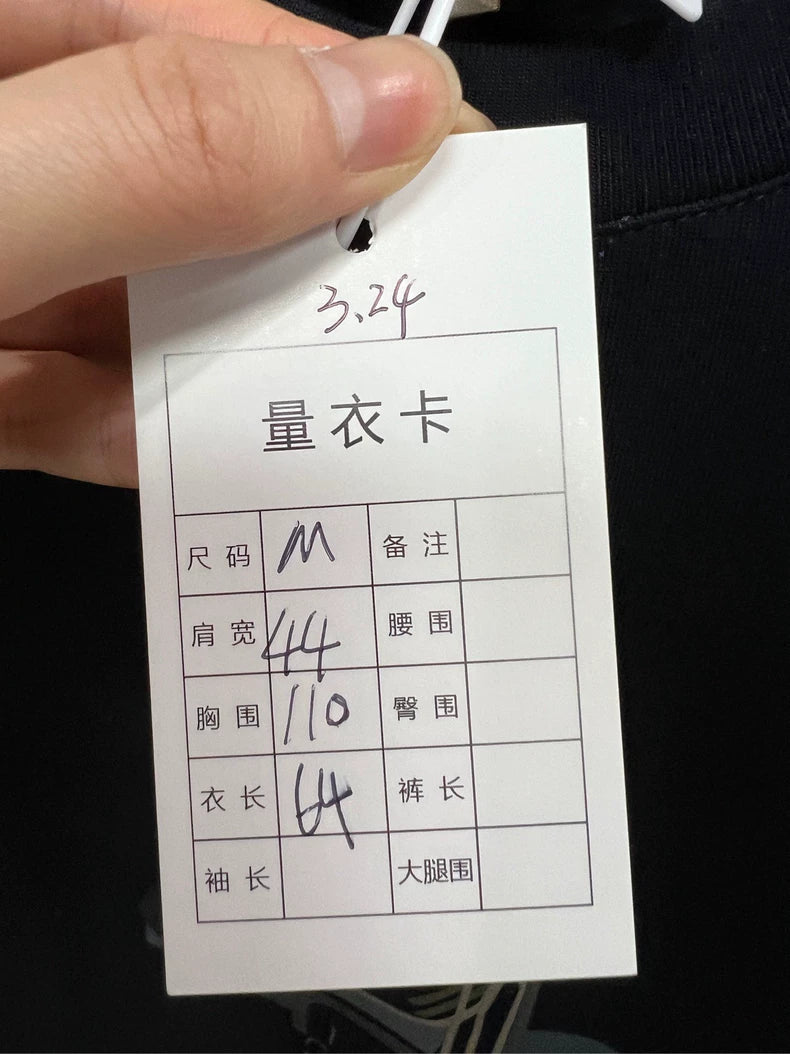 3.24
量衣卡
尺码 M 备注
肩宽 44 腰围
胸围 110 臀围
衣长 64 裤长
袖长 大腿围